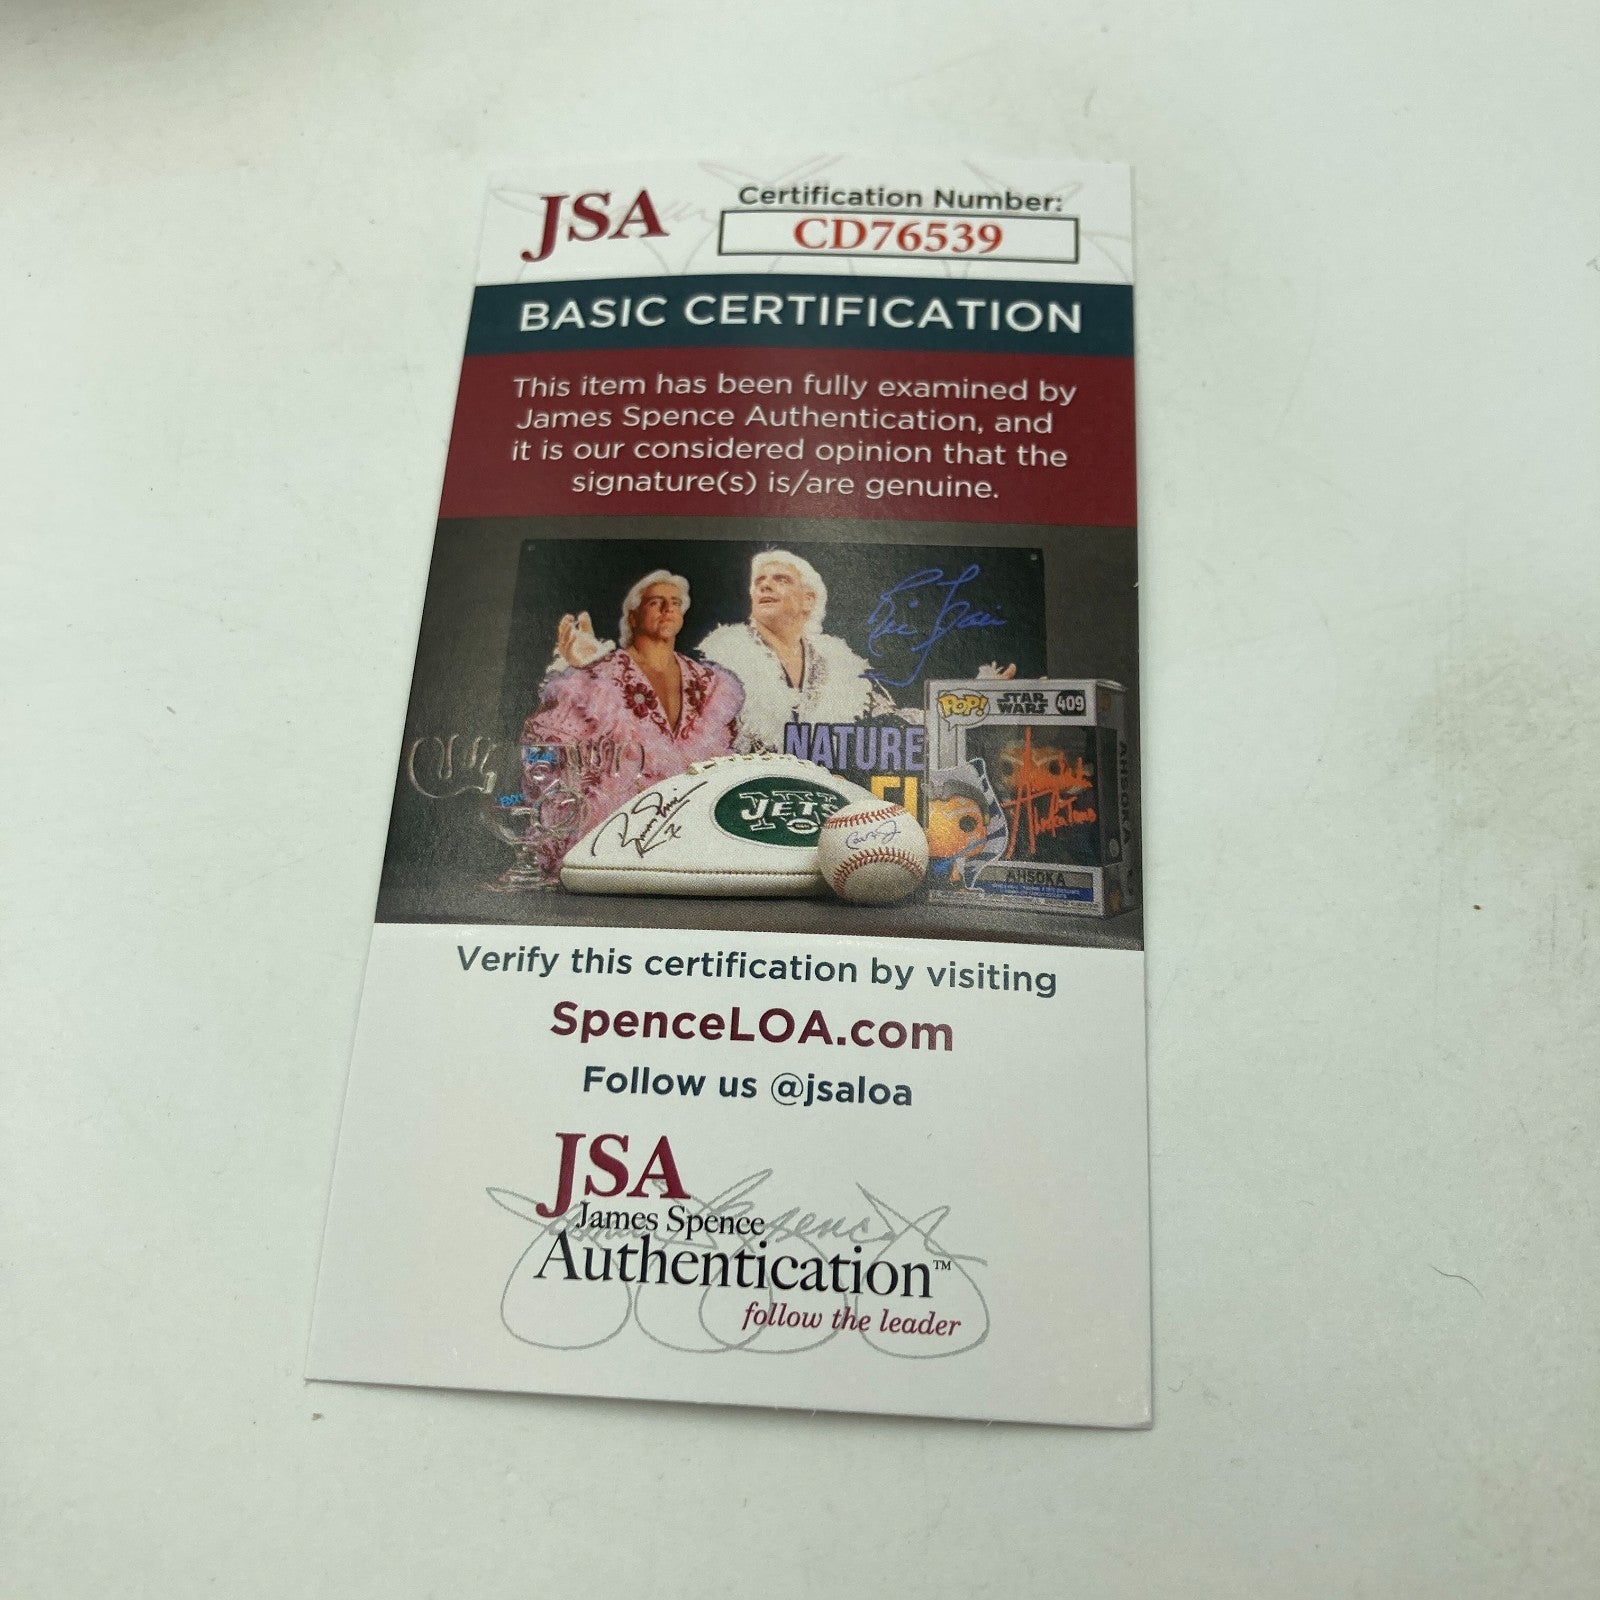 JSA
Certification Number:
CD76539
BASIC CERTIFICATION
This item has been fully examined by
James Spence Authentication, and
it is our considered opinion that the
signature(s) is/are genuine.
NATURE
POP! STAR WARS 409
JETS
AHSOKA
AHSOKA
Verify this certification by visiting
SpenceLOA.com
Follow us @jsaloa
JSA
James Spence
Authentication™
follow the leader